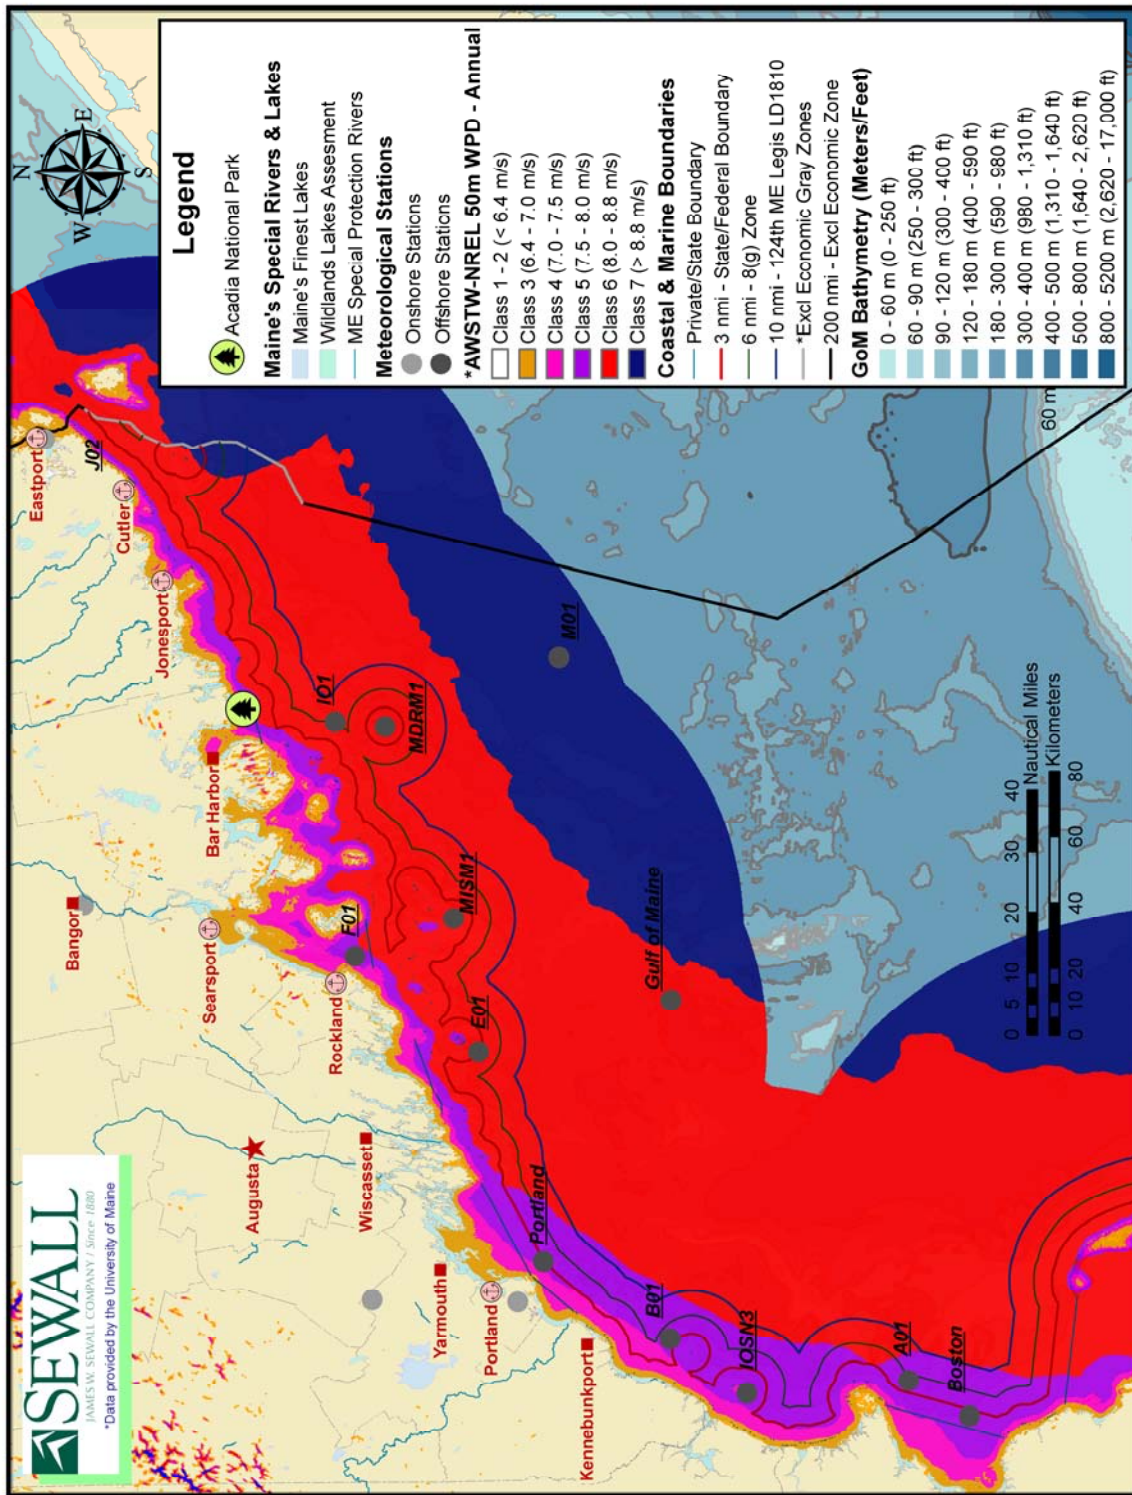 SEWALL
JAMES W. SEWALL COMPANY / Since 1880
*Data provided by the University of Maine
N
W
E
S
Legend
Acadia National Park
Maine's Special Rivers & Lakes
Maine's Finest Lakes
Wildlands Lakes Assesment
ME Special Protection Rivers
Meteorological Stations
Onshore Stations
Offshore Stations
*AWSTW-NREL 50m WPD - Annual
Class 1 - 2 (< 6.4 m/s)
Class 3 (6.4 - 7.0 m/s)
Class 4 (7.0 - 7.5 m/s)
Class 5 (7.5 - 8.0 m/s)
Class 6 (8.0 - 8.8 m/s)
Class 7 (> 8.8 m/s)
Coastal & Marine Boundaries
Private/State Boundary
3 nmi - State/Federal Boundary
6 nmi - 8(g) Zone
10 nmi - 124th ME Legis LD1810
*Excl Economic Gray Zones
200 nmi - Excl Economic Zone
GoM Bathymetry (Meters/Feet)
0 - 60 m (0 - 250 ft)
60 - 90 m (250 - 300 ft)
90 - 120 m (300 - 400 ft)
120 - 180 m (400 - 590 ft)
180 - 300 m (590 - 980 ft)
300 - 400 m (980 - 1,310 ft)
400 - 500 m (1,310 - 1,640 ft)
500 - 800 m (1,640 - 2,620 ft)
800 - 5200 m (2,620 - 17,000 ft)
Eastport
J02
Cutler
Jonesport
Bar Harbor
Bangor
Searsport
Rockland
F01
IO1
MDRM1
M01
MISM1
E01
Gulf of Maine
Augusta
Wiscasset
Yarmouth
Portland
Portland
Kennebunkport
B01
IOSN3
A01
Boston
60 m
0 5 10 20 30 40
Nautical Miles
Kilometers
0 10 20 40 60 80